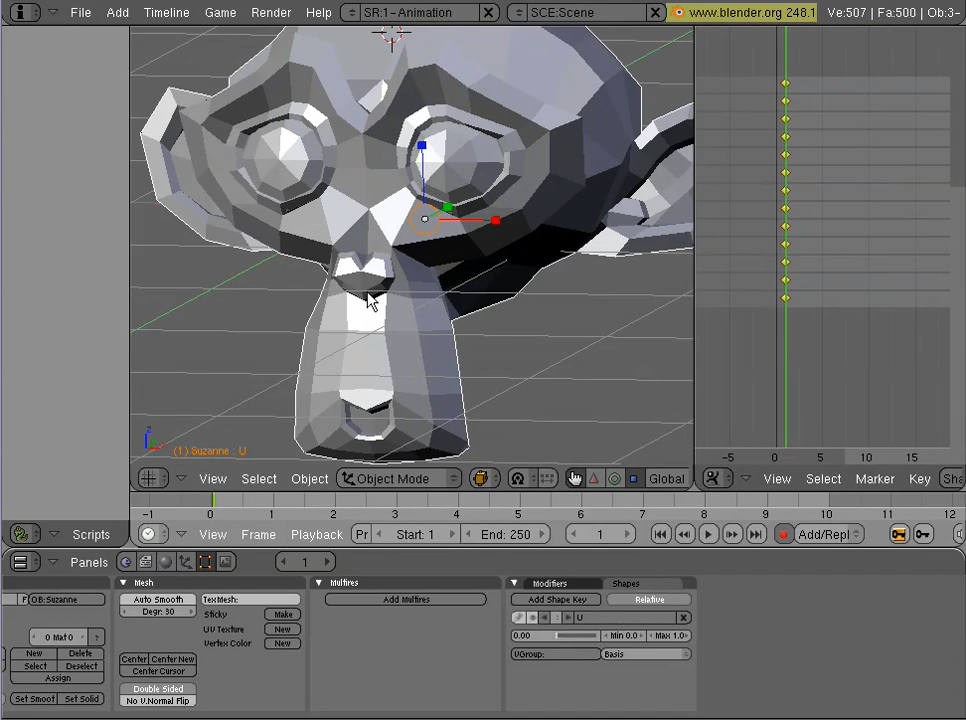 File Add Timeline Game Render Help SR:1-Animation SCE:Scene www.blender.org 248.1 Ve:507 | Fa:500 | Ob:3-
z
(1) Suzanne : U
-5 0 5 10 15
View Select Object Object Mode Global View Select Marker Key Sha
-1 0 1 2 3 4 5 6 7 8 9 10 11 12
Scripts View Frame Playback Pr Start: 1 End: 250 1 Add/Repl
Panels 1
Mesh Multires Modifiers Shapes
F OB:Suzanne Auto Smooth TexMesh: Add Multires Add Shape Key Relative
Degr: 30 Sticky Make U
0 Mat 0 ? UV Texture New 0.00 Min 0.0 Max 1.0
New Delete Vertex Color New VGroup: Basis
Select Deselect Center Center New
Assign Center Cursor
Double Sided
Set Smoot Set Solid No V.Normal Flip